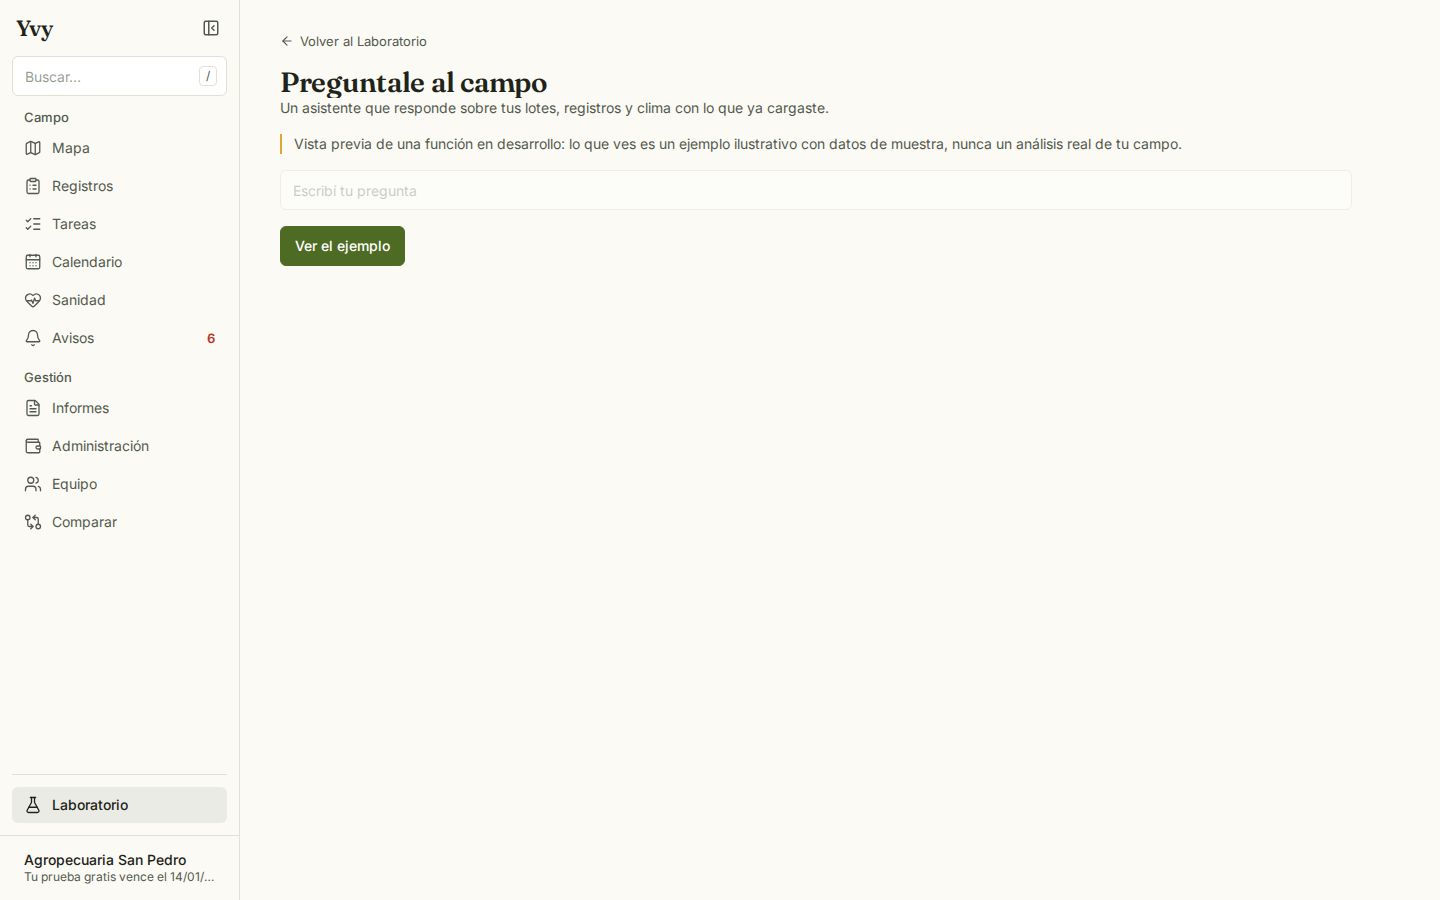 Yvy
Buscar...
/
Campo
Mapa
Registros
Tareas
Calendario
Sanidad
Avisos
6
Gestión
Informes
Administración
Equipo
Comparar
Laboratorio
Agropecuaria San Pedro
Tu prueba gratis vence el 14/01/...
Volver al Laboratorio
Preguntale al campo
Un asistente que responde sobre tus lotes, registros y clima con lo que ya cargaste.
Vista previa de una función en desarrollo: lo que ves es un ejemplo ilustrativo con datos de muestra, nunca un análisis real de tu campo.
Escribí tu pregunta
Ver el ejemplo